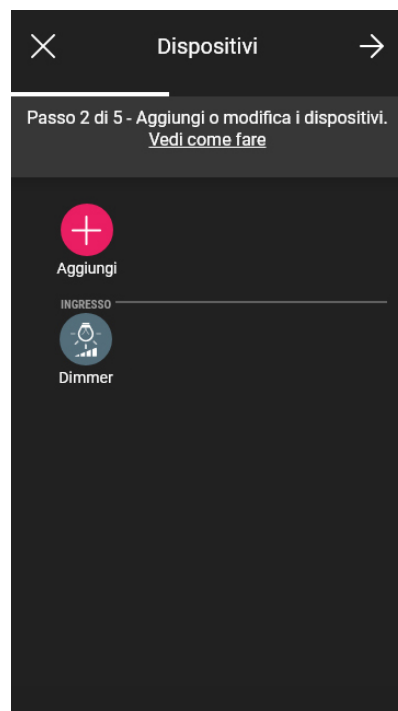 Dispositivi
Passo 2 di 5 - Aggiungi o modifica i dispositivi.
Vedi come fare
Aggiungi
INGRESSO
Dimmer